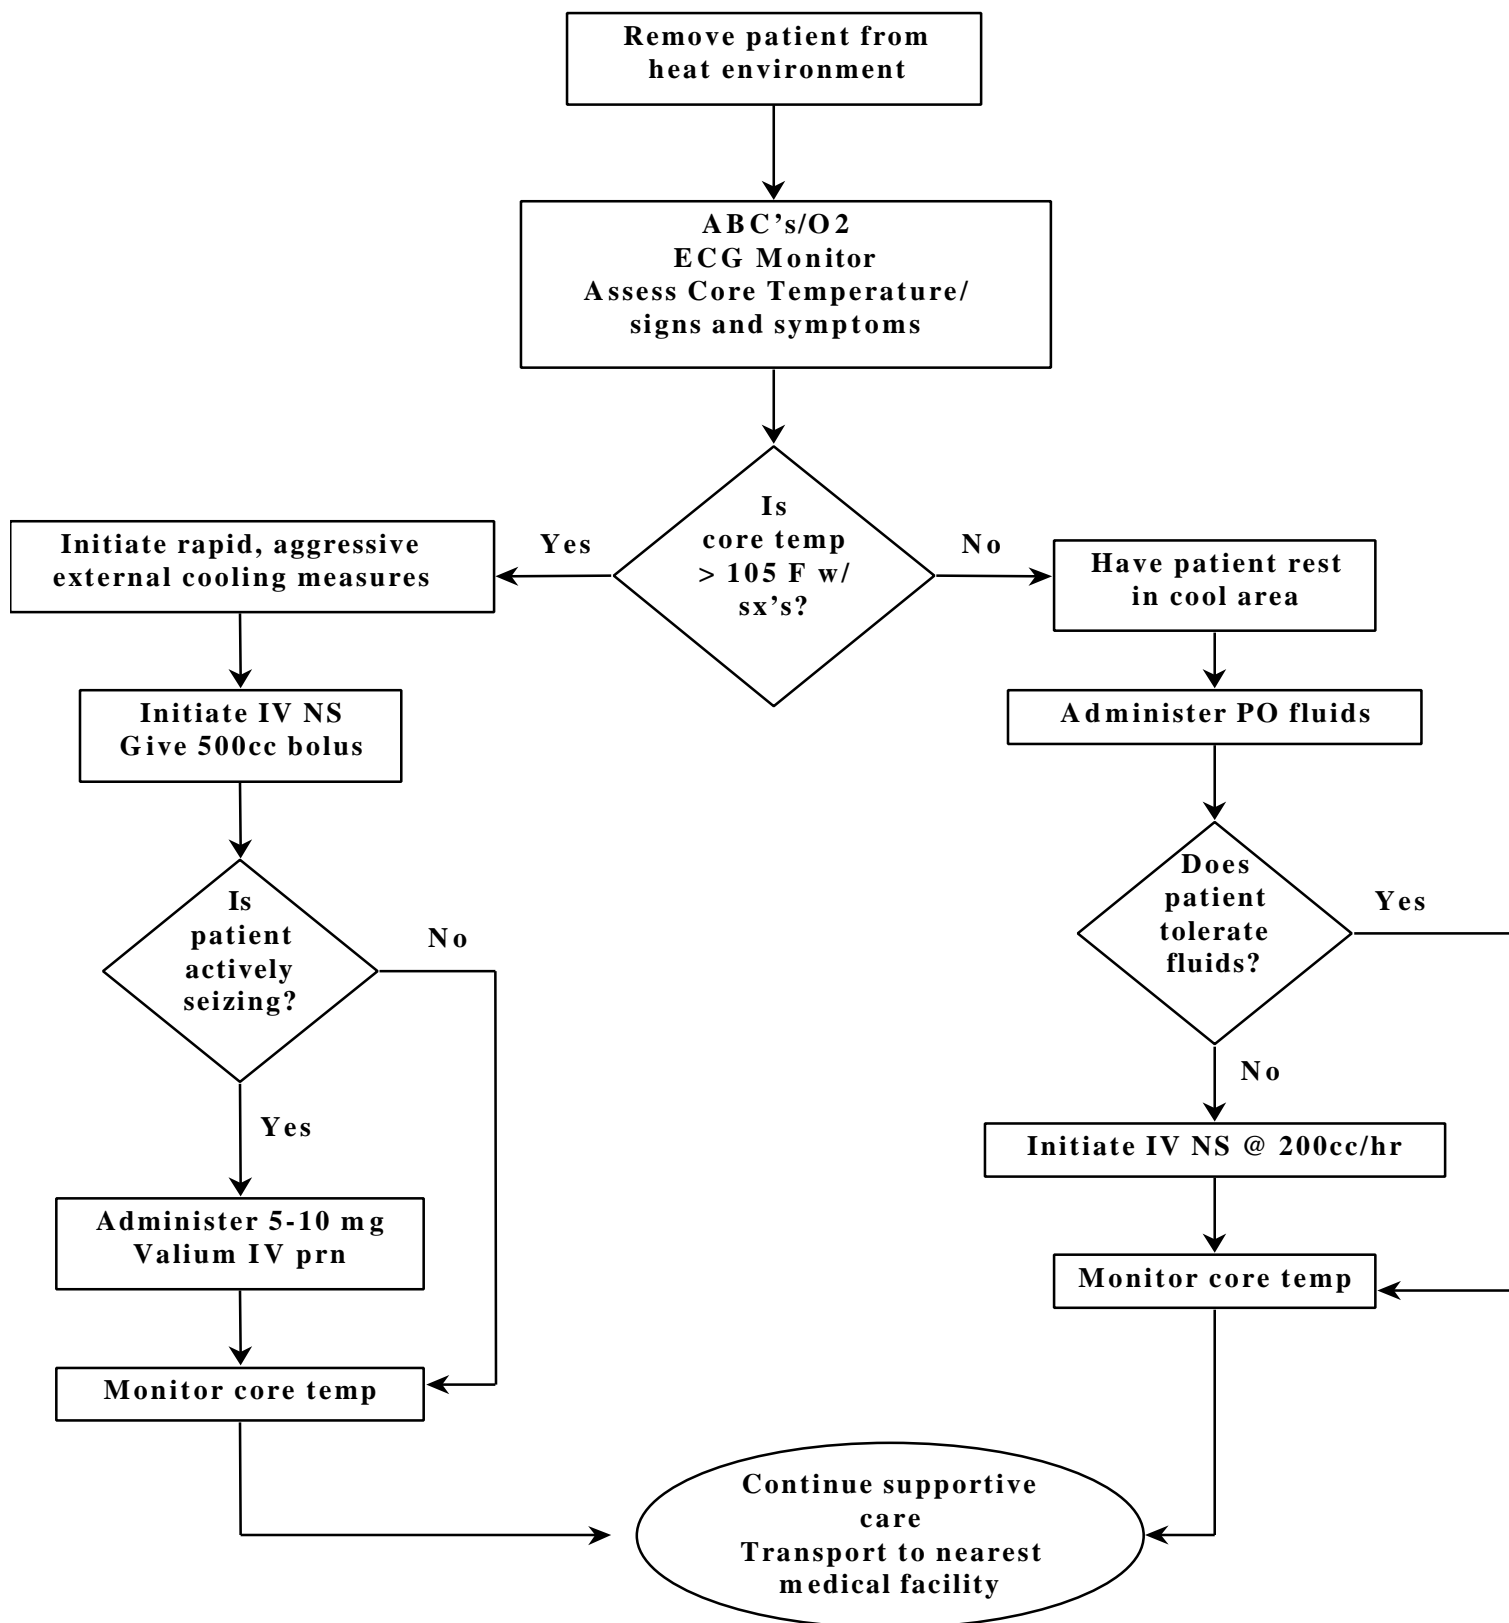 Remove patient from
heat environment
ABC’s/O2
ECG Monitor
Assess Core Temperature/
signs and symptoms
Is
core temp
> 105 F w/
sx’s?
Yes
No
Initiate rapid, aggressive
external cooling measures
Have patient rest
in cool area
Initiate IV NS
Give 500cc bolus
Administer PO fluids
Is
patient
actively
seizing?
No
Yes
Does
patient
tolerate
fluids?
Yes
No
Administer 5-10 mg
Valium IV prn
Initiate IV NS @ 200cc/hr
Monitor core temp
Monitor core temp
Continue supportive
care
Transport to nearest
medical facility